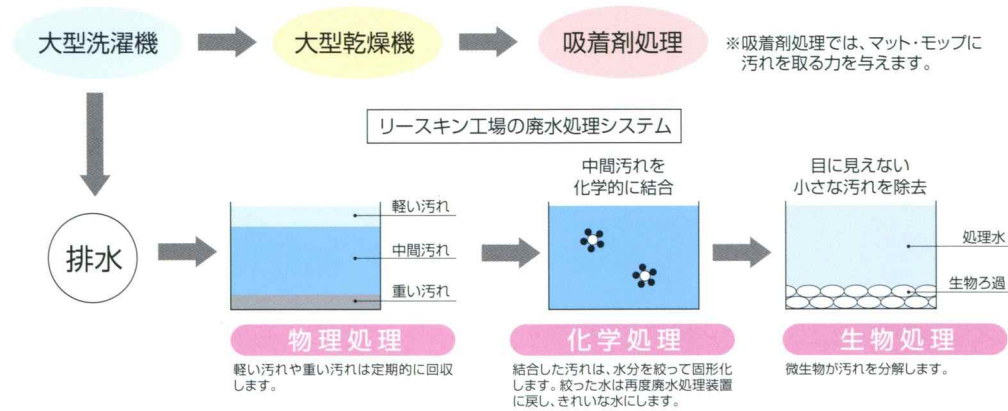 大型洗濯機
大型乾燥機
吸着剤処理
※吸着剤処理では、マット・モップに
汚れを取る力を与えます。
リースキン工場の廃水処理システム
排水
軽い汚れ
中間汚れ
重い汚れ
物理処理
軽い汚れや重い汚れは定期的に回収
します。
中間汚れを
化学的に結合
化学処理
結合した汚れは、水分を絞って固形化
します。絞った水は再度廃水処理装置
に戻し、きれいな水にします。
目に見えない
小さな汚れを除去
処理水
生物ろ過
生物処理
微生物が汚れを分解します。